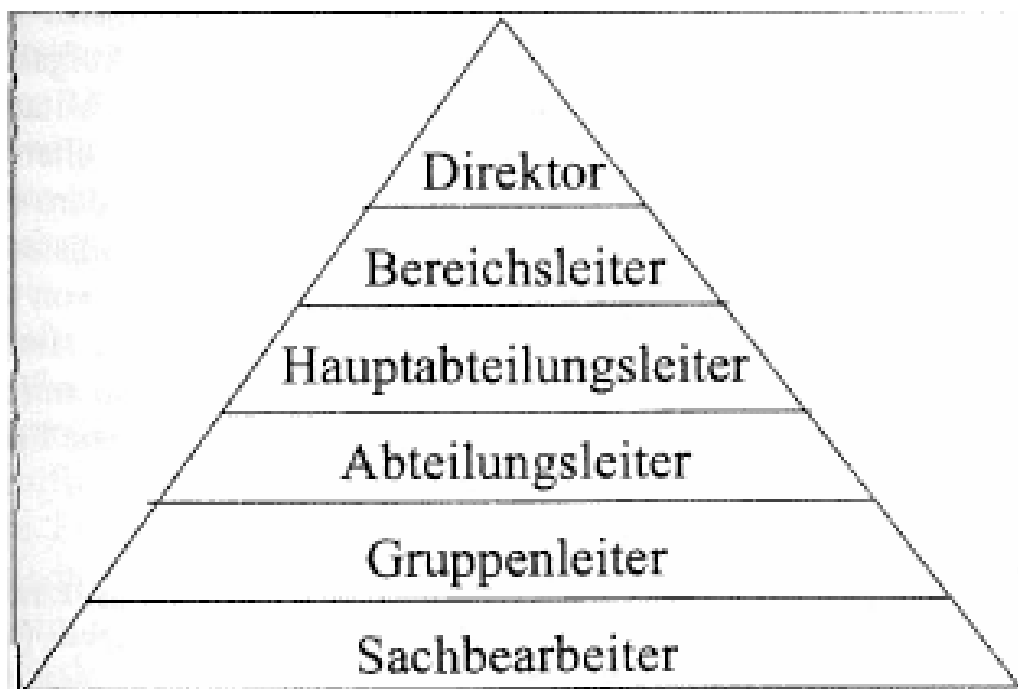 Direktor
Bereichsleiter
Hauptabteilungsleiter
Abteilungsleiter
Gruppenleiter
Sachbearbeiter